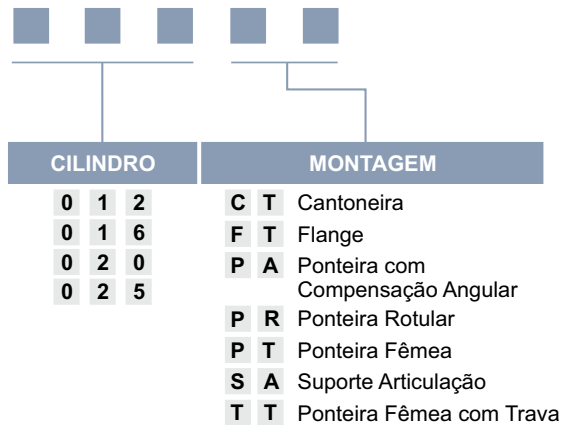 CILINDRO MONTAGEM
0 1 2 C T Cantoneira
0 1 6 F T Flange
0 2 0 P A Ponteira com
0 2 5 Compensação Angular
P R Ponteira Rotular
P T Ponteira Fêmea
S A Suporte Articulação
T T Ponteira Fêmea com Trava